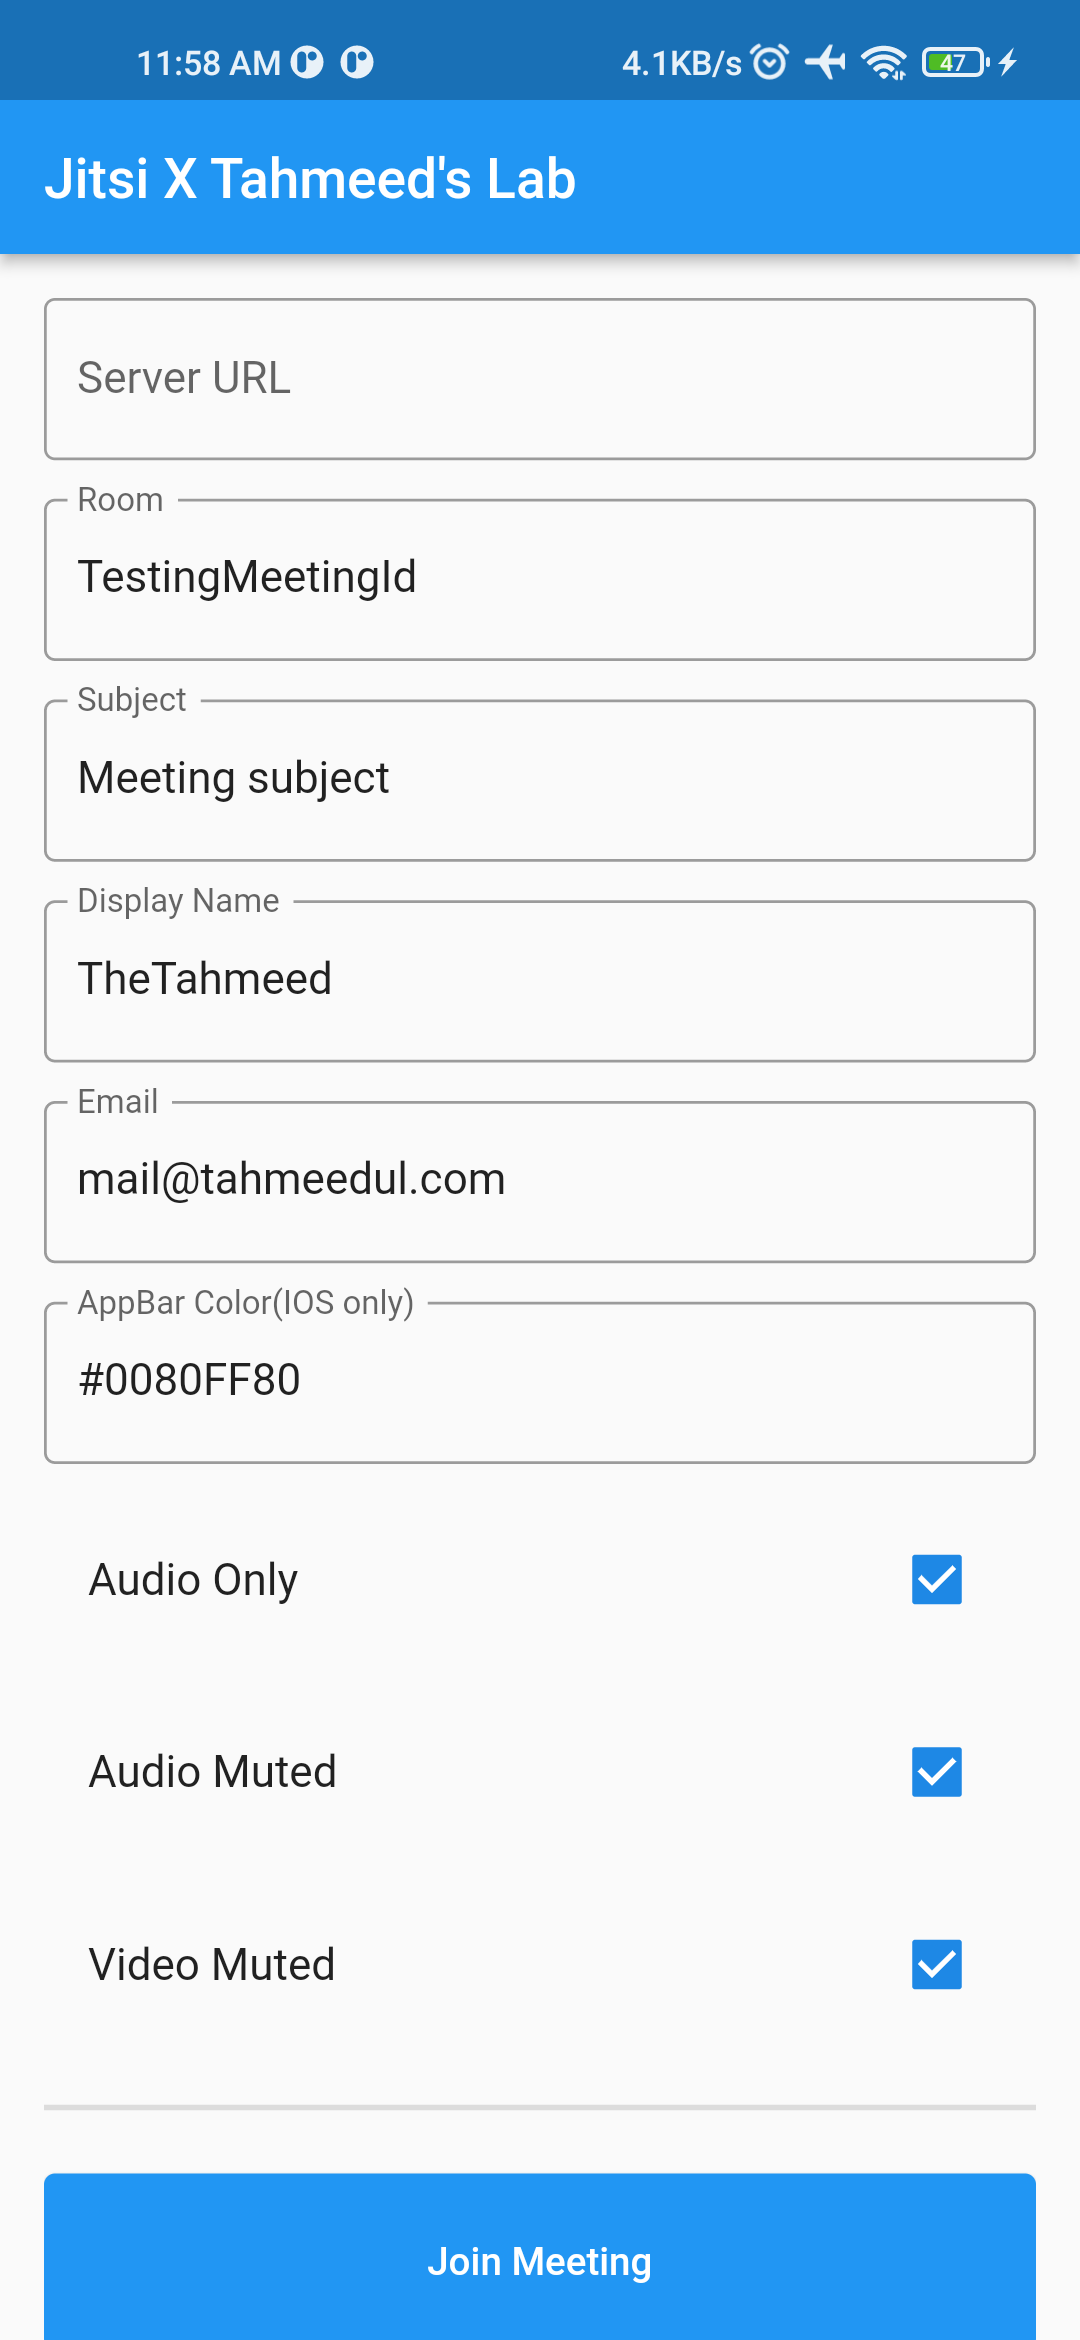 11:58 AM 4.1KB/s 47
Jitsi X Tahmeed's Lab
Server URL
Room
TestingMeetingId
Subject
Meeting subject
Display Name
TheTahmeed
Email
mail@tahmeedul.com
AppBar Color(IOS only)
#0080FF80
Audio Only
Audio Muted
Video Muted
Join Meeting